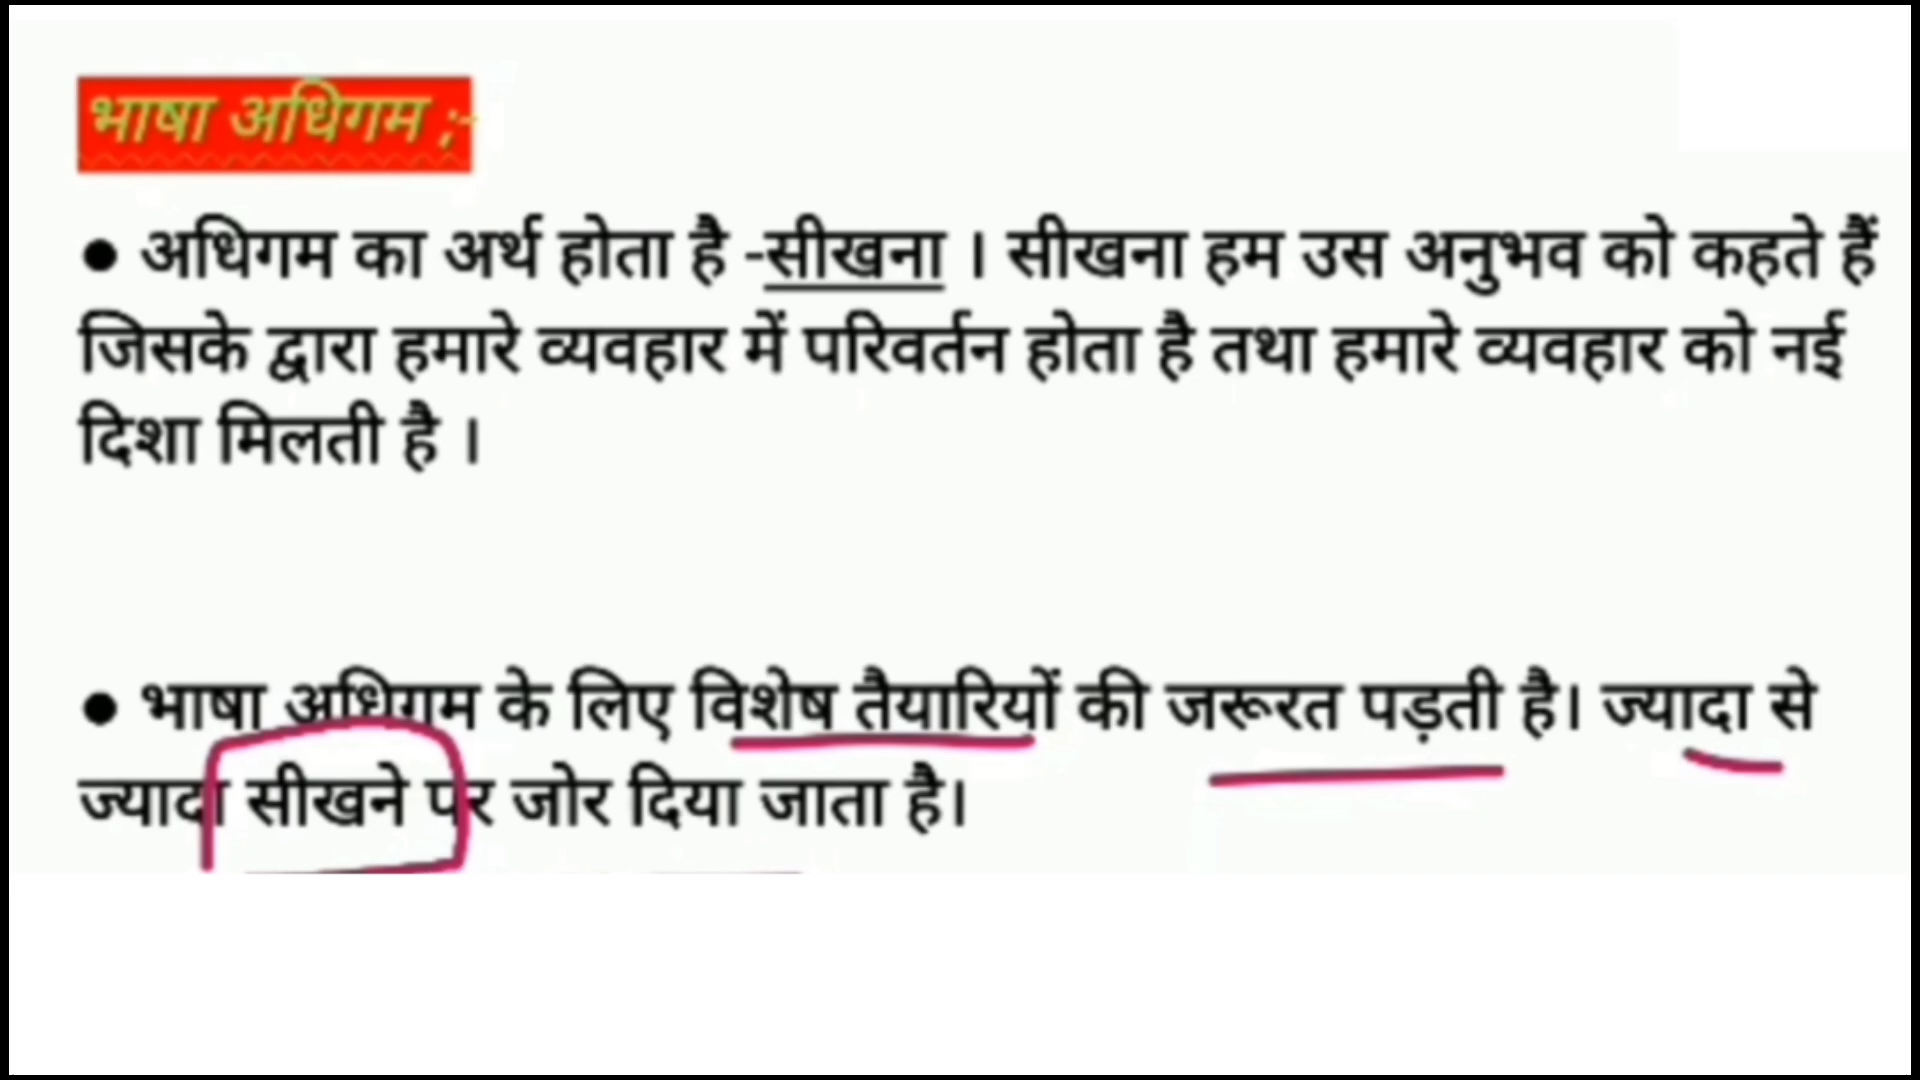 भाषा अधिगम ;-
● अधिगम का अर्थ होता है -सीखना । सीखना हम उस अनुभव को कहते हैं
जिसके द्वारा हमारे व्यवहार में परिवर्तन होता है तथा हमारे व्यवहार को नई
दिशा मिलती है ।
● भाषा अधिगम के लिए विशेष तैयारियों की जरूरत पड़ती है। ज्यादा से
ज्यादा सीखने पर जोर दिया जाता है।